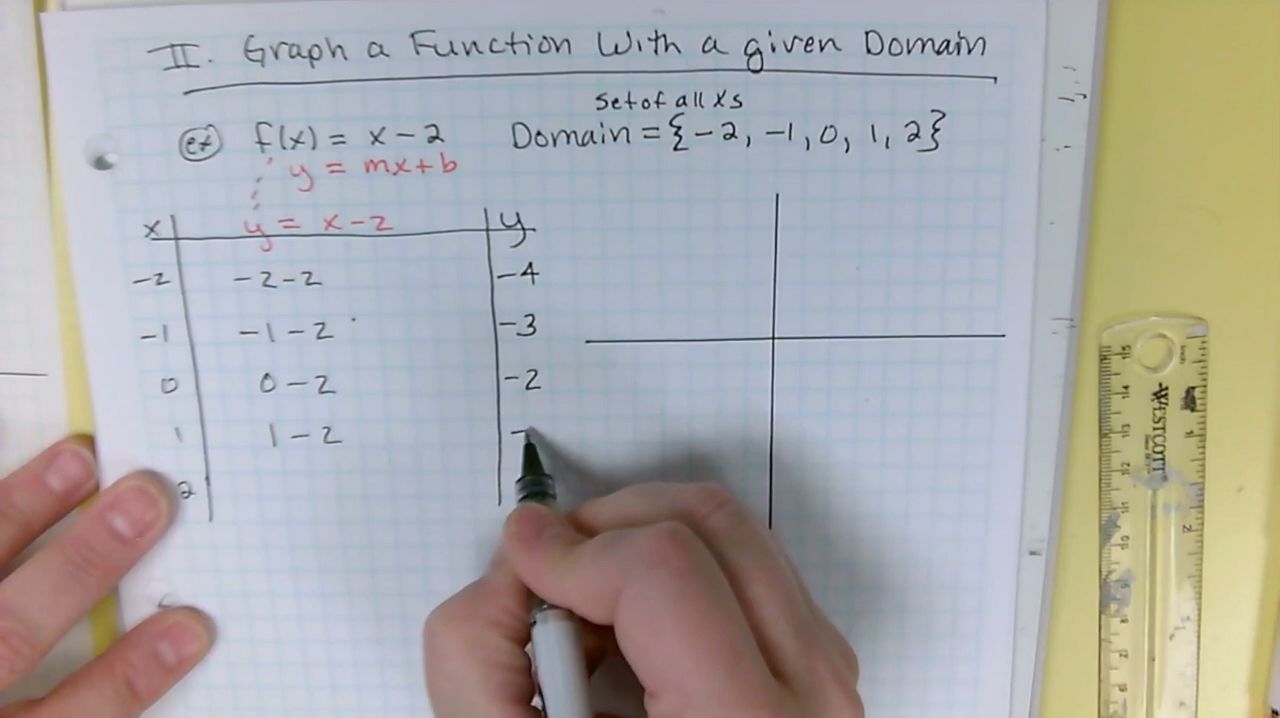 II. Graph a Function With a given Domain
Set of all Xs
ex f(x) = x - 2 Domain = {-2, -1, 0, 1, 2}
y = mx + b
x y = x - 2 y
-2 -2-2 -4
-1 -1-2 -3
0 0-2 -2
1 1-2 -
2
WESTCOTT